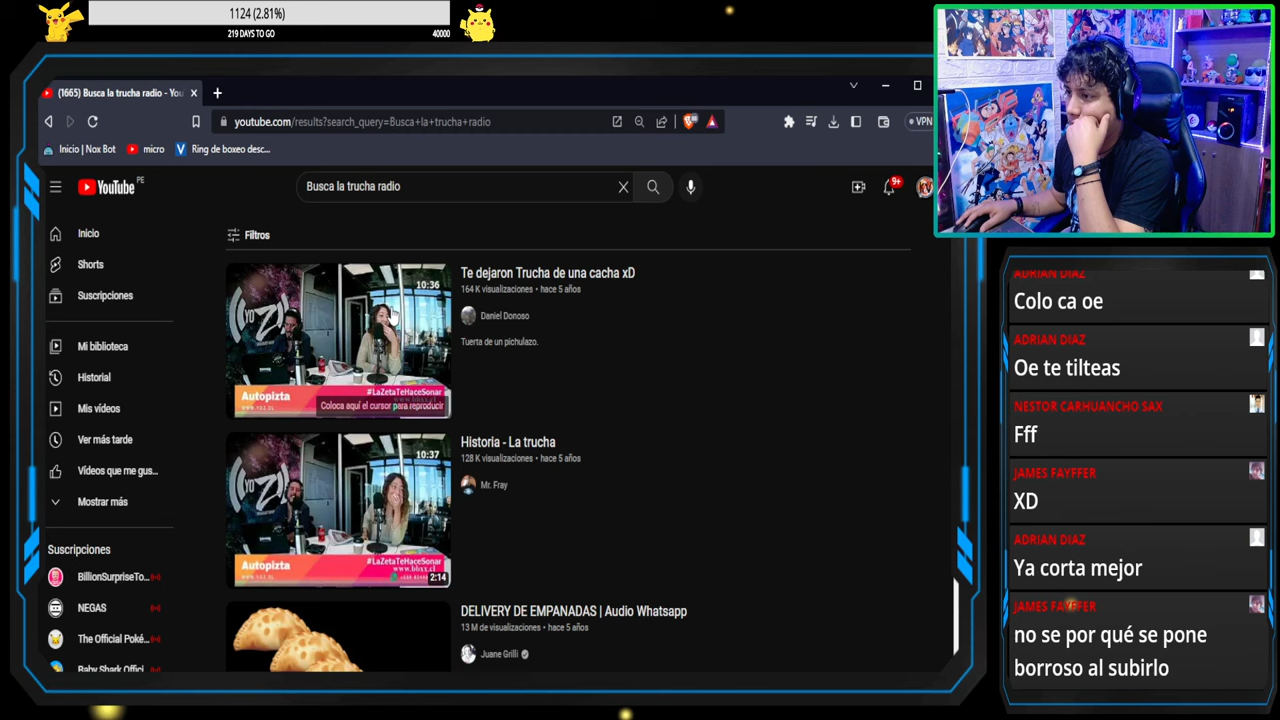 1124 (2.81%)
219 DAYS TO GO
40000
(1665) Busca la trucha radio - You
youtube.com/results?search_query=Busca+la+trucha+radio
VPN
Inicio | Nox Bot
micro
Ring de boxeo desc...
YouTube PE
Busca la trucha radio
9+
Inicio
Shorts
Suscripciones
Mi biblioteca
Historial
Mis vídeos
Ver más tarde
Vídeos que me gus...
Mostrar más
Suscripciones
BillionSurpriseTo...
NEGAS
The Official Poké...
Baby Shark Offici
Filtros
10:36
YO Z!
Autopizta
#LaZetaTeHaceSonar
Coloca aquí el cursor para reproducir
Te dejaron Trucha de una cacha xD
164 K visualizaciones • hace 5 años
Daniel Donoso
Tuerta de un pichulazo.
10:37
YO Z!
Autopizta
#LaZetaTeHaceSonar
www.bbxx.cl
2:14
Historia - La trucha
128 K visualizaciones • hace 5 años
Mr. Fray
DELIVERY DE EMPANADAS | Audio Whatsapp
13 M de visualizaciones • hace 5 años
Juane Grilli
ADRIAN DIAZ
Colo ca oe
ADRIAN DIAZ
Oe te tilteas
NESTOR CARHUANCHO SAX
Fff
JAMES FAYFFER
XD
ADRIAN DIAZ
Ya corta mejor
JAMES FAYFFER
no se por qué se pone
borroso al subirlo